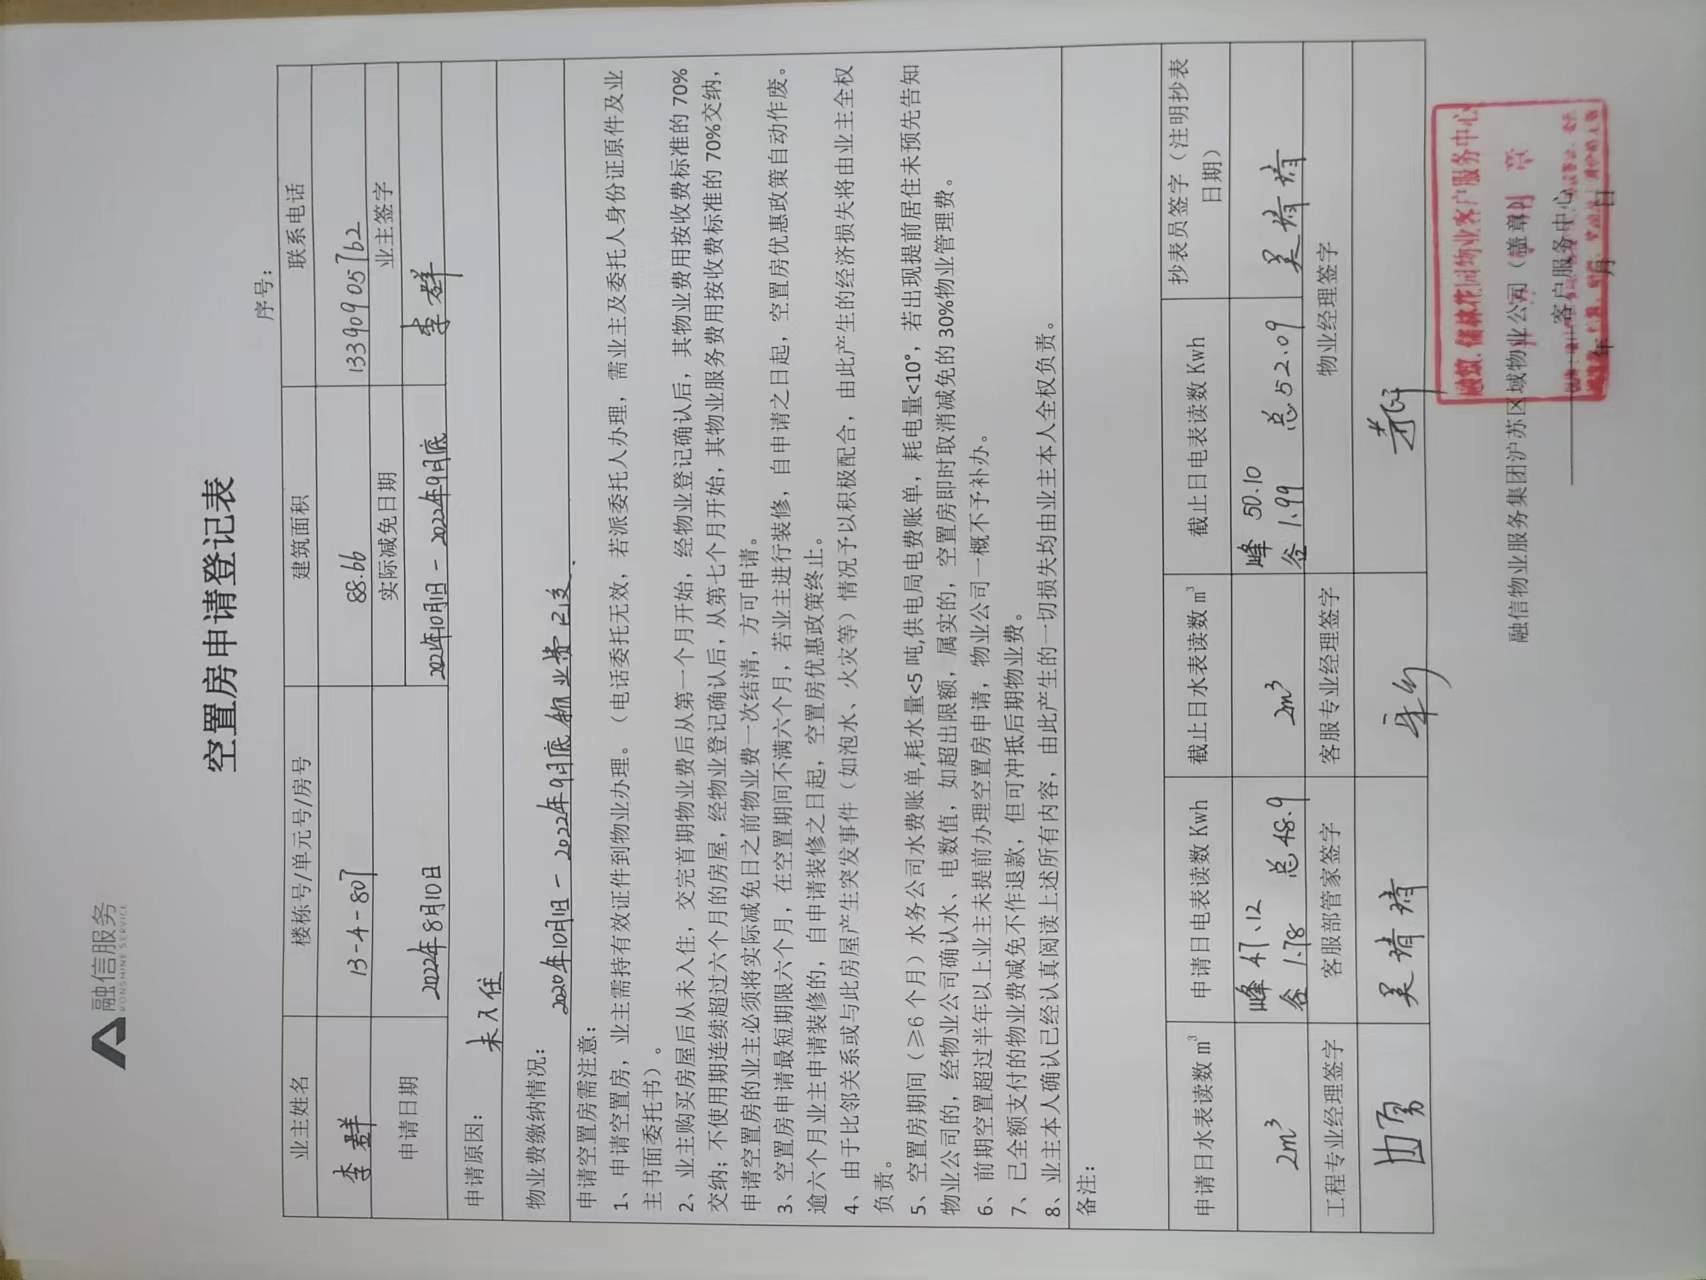 融信服务
RONSHINE SERVICE
空置房申请登记表
序号：
业主姓名 楼栋号/单元号/房号 建筑面积 联系电话
李群 13-4-807 88.66 13390905762
申请日期 2022年8月10日 实际减免日期 业主签字
2021年10月1日-2022年9月底 李群
申请原因：
未入住
物业费缴纳情况：
2020年10月1日-2022年9月底物业费已交.
申请空置房需注意：
1、申请空置房，业主需持有效证件到物业办理。（电话委托无效，若派委托人办理，需业主及委托人身份证原件及业
主书面委托书）。
2、业主购买房屋后从未入住，交完首期物业费后从第一个月开始，经物业登记确认后，其物业费用按收费标准的 70%
交纳；不使用期连续超过六个月的房屋，经物业登记确认后，从第七个月开始，其物业服务费用按收费标准的 70%交纳，
申请空置房的业主必须将实际减免日之前物业费一次结清，方可申请。
3、空置房申请最短期限六个月，在空置期间不满六个月，若业主进行装修，自申请之日起，空置房优惠政策自动作废。
逾六个月业主申请装修的，自申请装修之日起，空置房优惠政策终止。
4、由于比邻关系或与此房屋产生突发事件（如泡水、火灾等）情况予以积极配合，由此产生的经济损失将由业主全权
负责。
5、空置房期间（≥6 个月）水务公司水费账单,耗水量<5 吨,供电局电费账单，耗电量<10°，若出现提前居住未预先告知
物业公司的，经物业公司确认水、电数值，如超出限额，属实的，空置房即时取消减免的 30%物业管理费。
6、前期空置超过半年以上业主未提前办理空置房申请，物业公司一概不予补办。
7、已全额支付的物业费减免不作退款，但可冲抵后期物业费。
8、业主本人确认已经认真阅读上述所有内容，由此产生的一切损失均由业主本人全权负责。
备注：
申请日水表读数 m³ 申请日电表读数 Kwh 截止日水表读数 m³ 截止日电表读数 Kwh 抄表员签字（注明抄表
日期）
2m³ 峰 47.12 谷 1.78 总 48.9 2m³ 峰 50.10 谷 1.99 总 52.09 吴靖靖
工程专业经理签字 客服部管家签字 客服专业经理签字 物业经理签字
吴靖靖
融信物业服务集团沪苏区域物业公司（盖章）
客户服务中心
年 月 日
花园物业客户服务中心